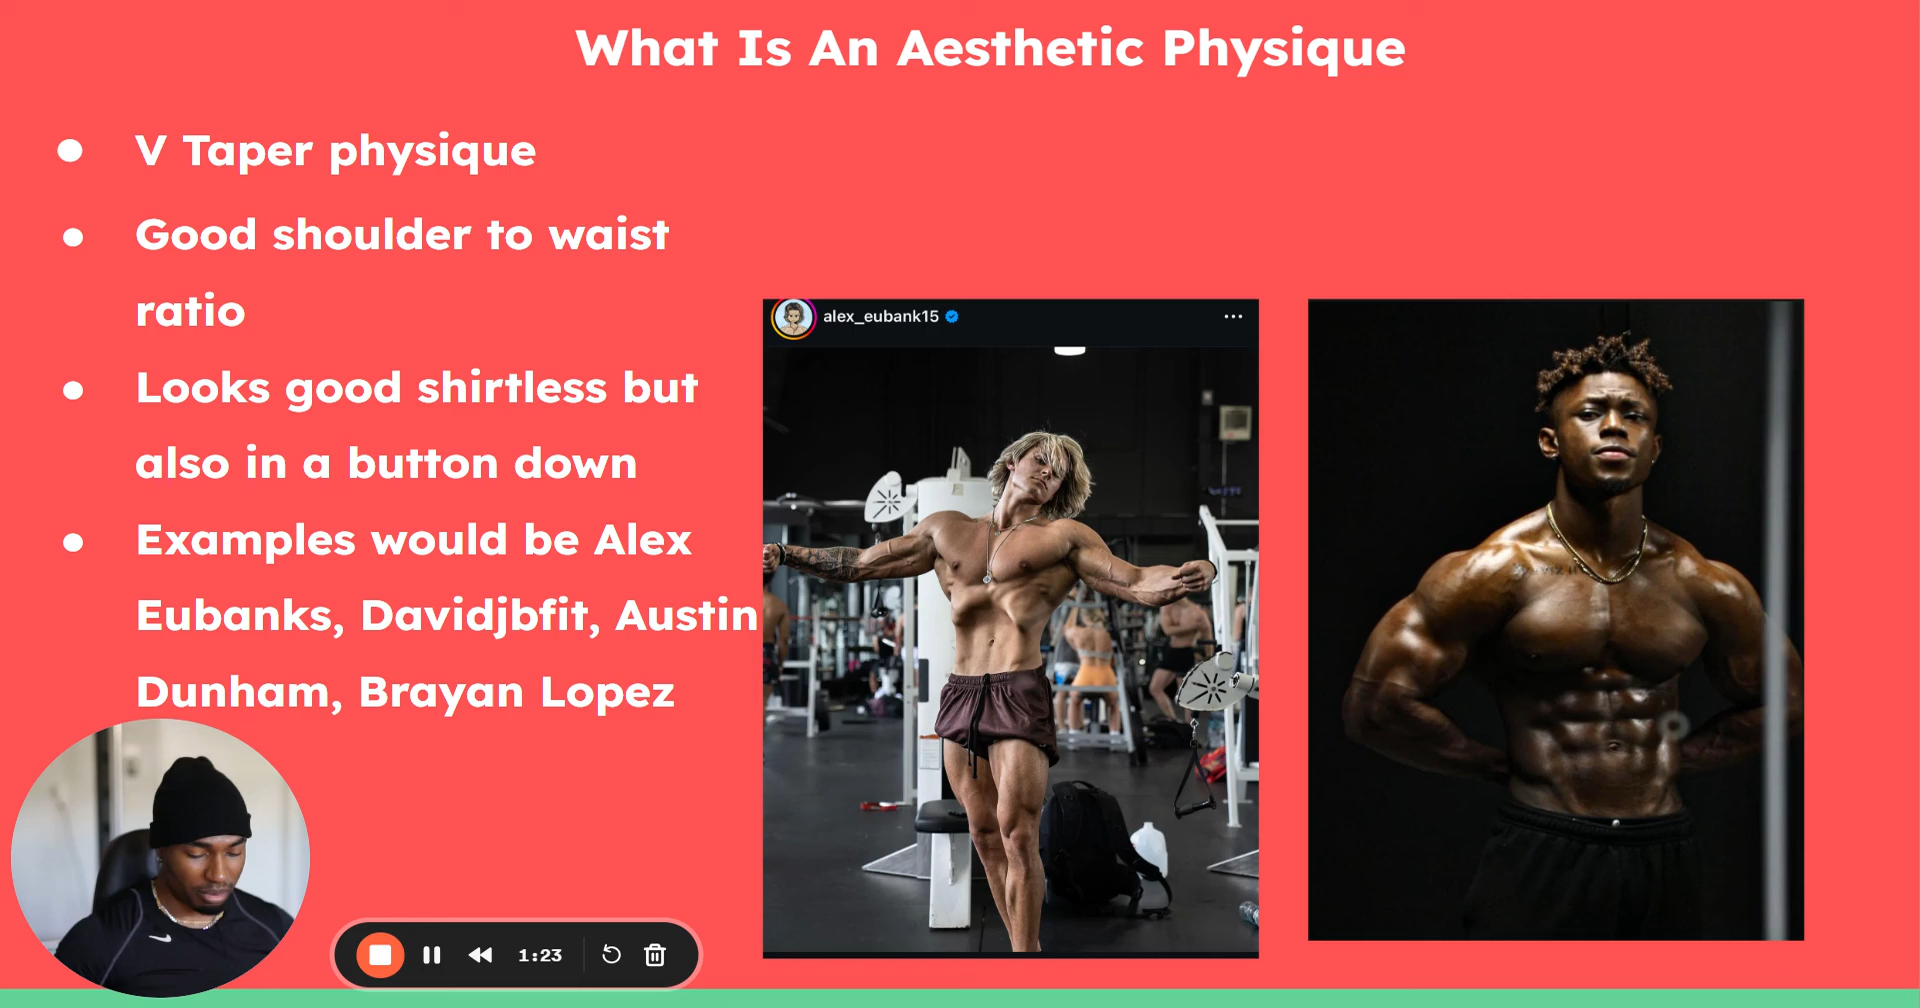 What Is An Aesthetic Physique
● V Taper physique
● Good shoulder to waist
ratio
● Looks good shirtless but
also in a button down
● Examples would be Alex
Eubanks, Davidjbfit, Austin
Dunham, Brayan Lopez
alex_eubank15
1:23